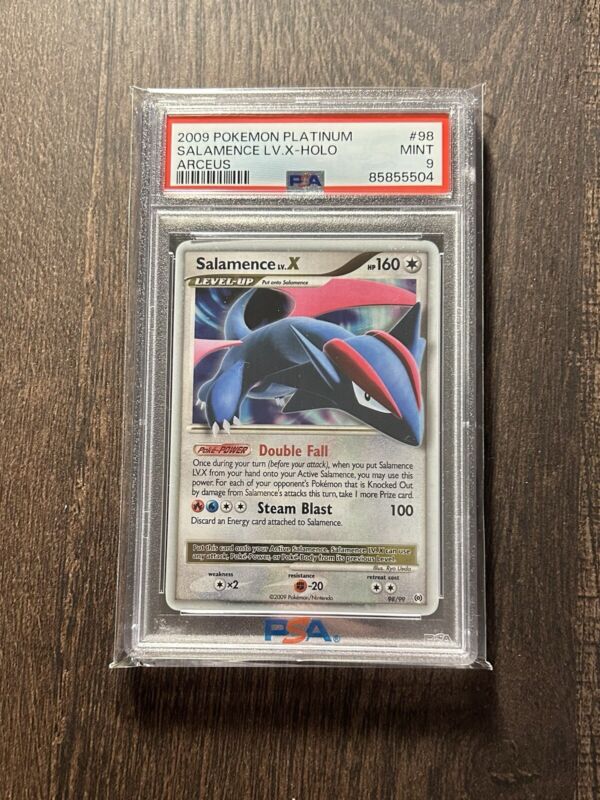 2009 POKEMON PLATINUM #98
SALAMENCE LV.X-HOLO MINT
ARCEUS 9
PSA 85855504
Salamence LV.X HP 160
LEVEL-UP Put onto Salamence
Poké-POWER Double Fall
Once during your turn (before your attack), when you put Salamence
LV.X from your hand onto your Active Salamence, you may use this
power. For each of your opponent's Pokémon that is Knocked Out
by damage from Salamence's attacks this turn, take 1 more Prize card.
Steam Blast 100
Discard an Energy card attached to Salamence.
Put this card onto your Active Salamence. Salamence LV.X can use
any attack, Poké-Power, or Poké-Body from its previous Level.
Illus. Ryo Ueda
weakness resistance retreat cost
×2 -20
©2009 Pokémon/Nintendo 98/99
PSA®
PSA